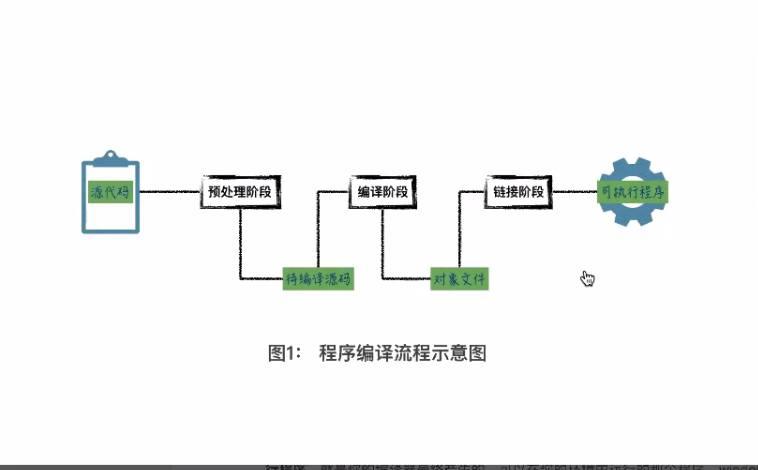 源代码
预处理阶段
编译阶段
链接阶段
可执行程序
待编译源码
对象文件
图1： 程序编译流程示意图